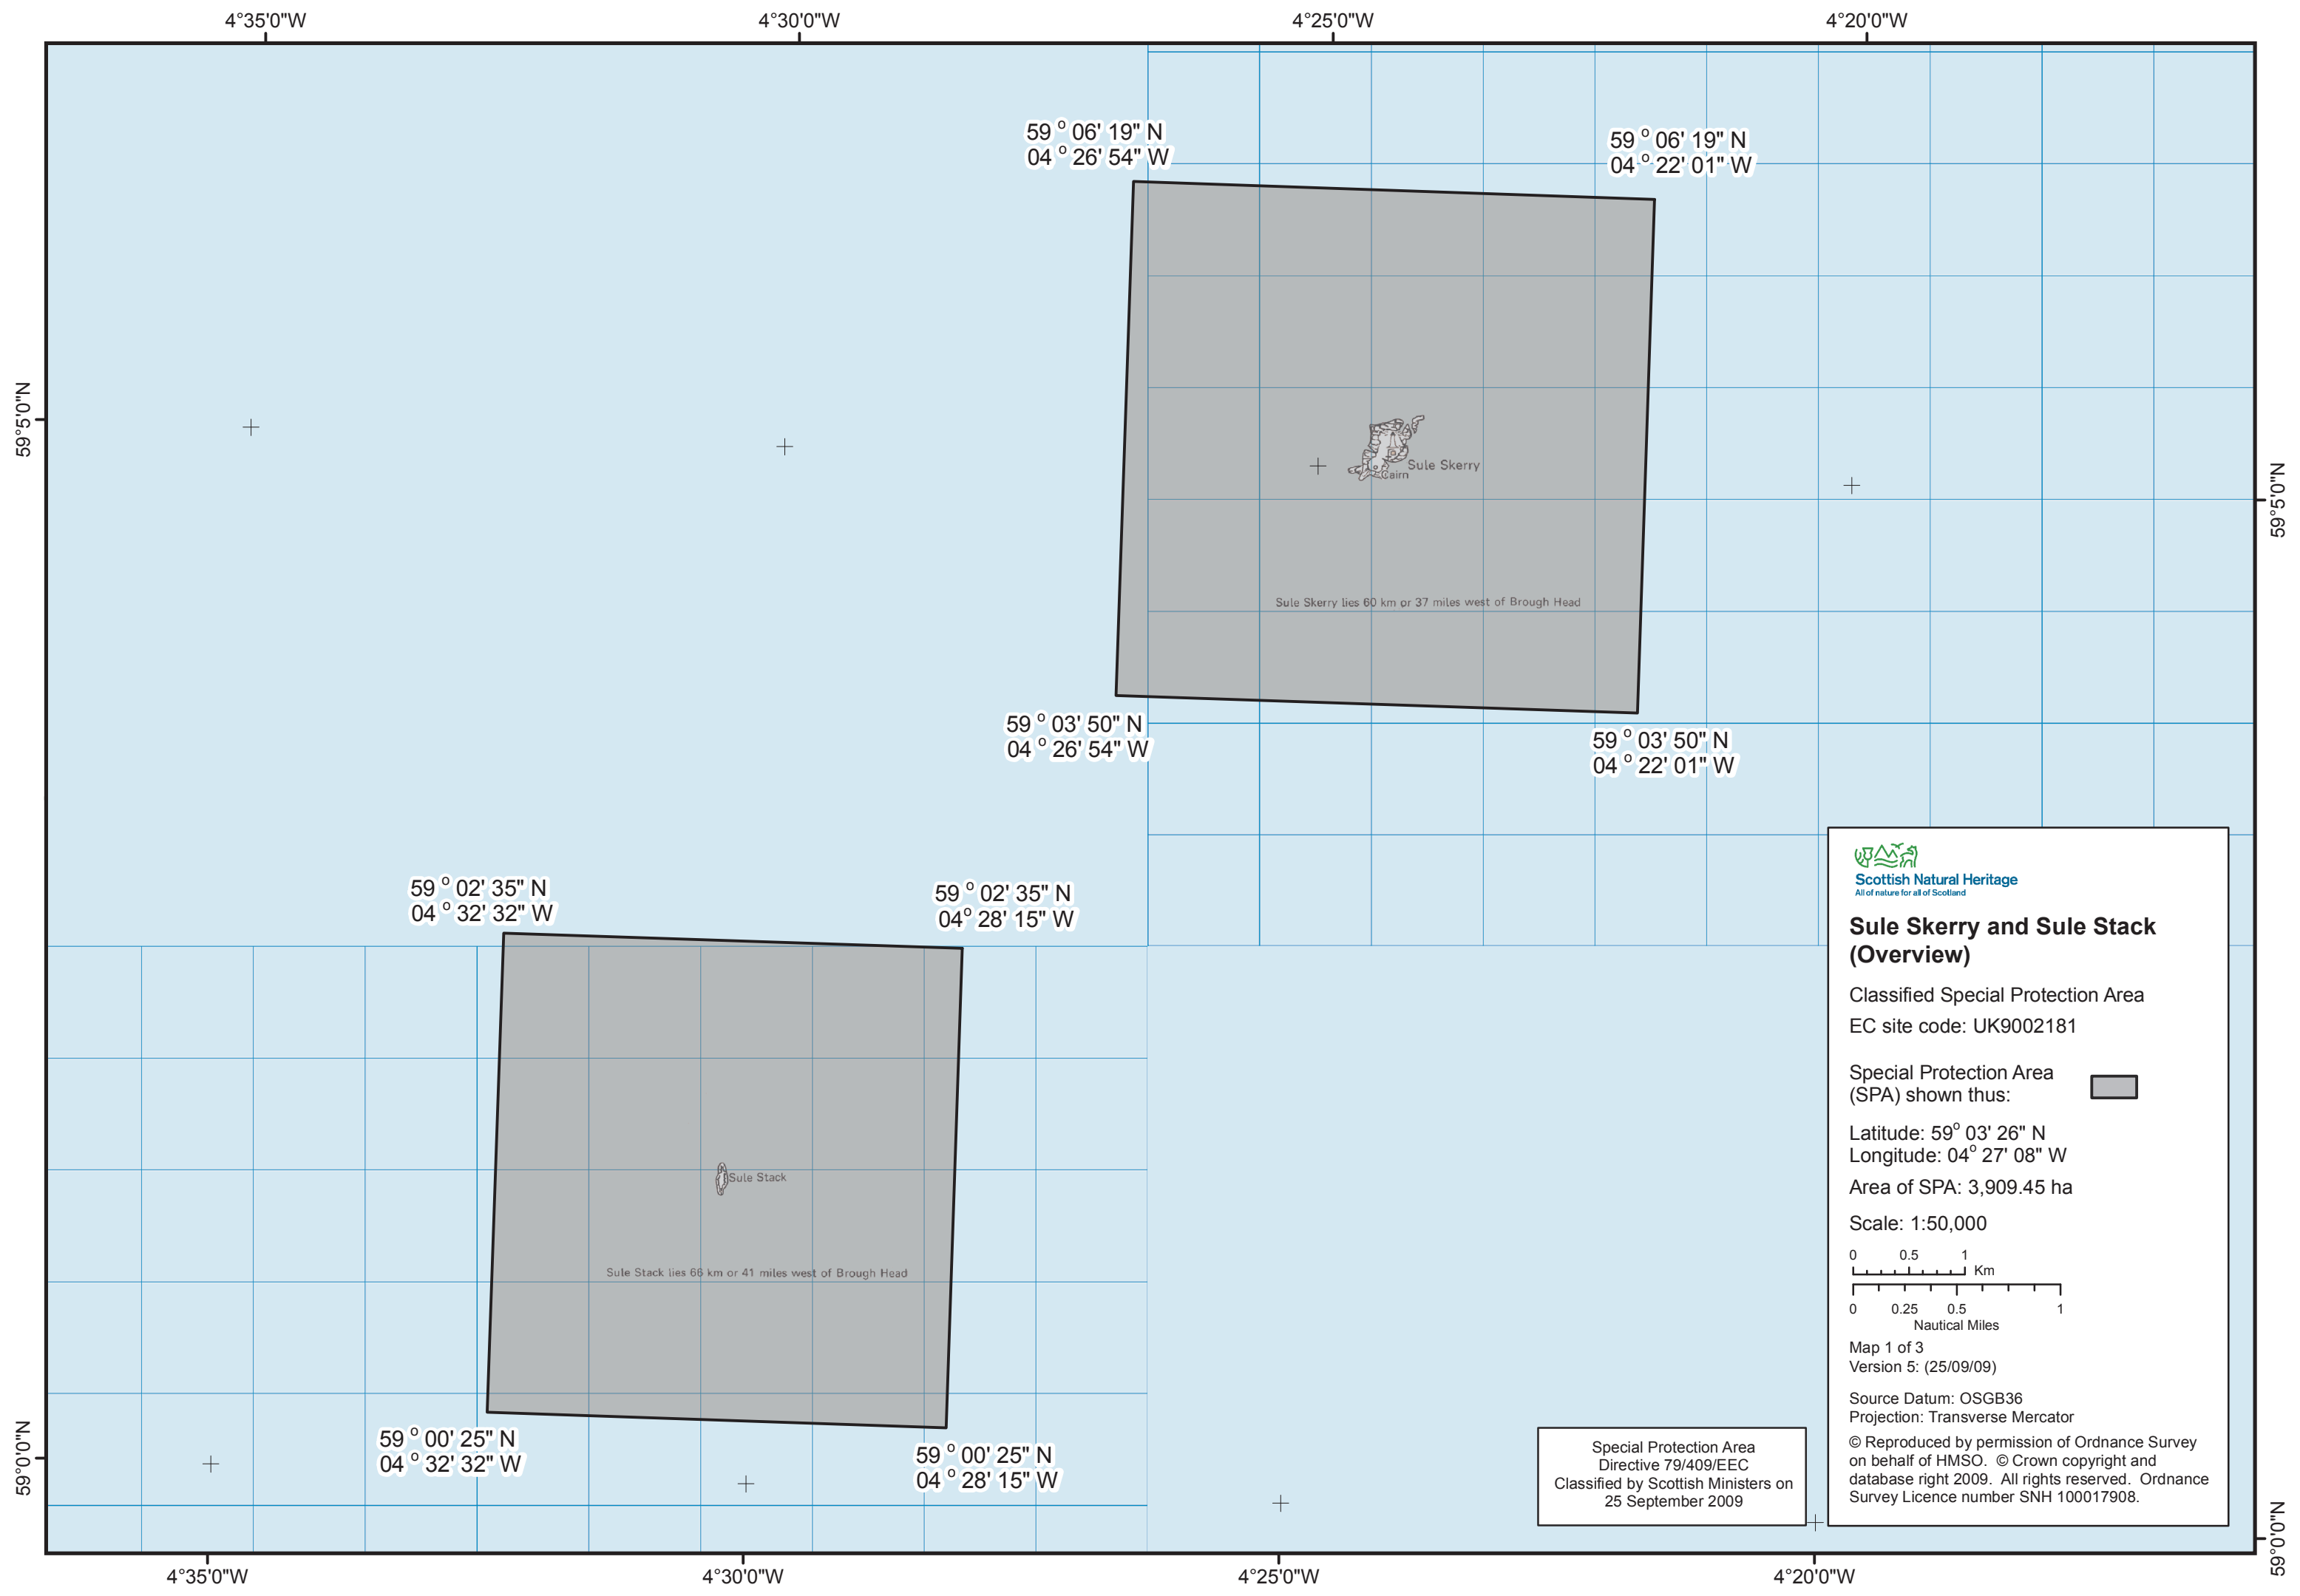 4°35'0"W
4°30'0"W
4°25'0"W
4°20'0"W
59 o 06' 19" N
04 o 26' 54" W
59 o 06' 19" N
04 o 22' 01" W
59°5'0"N
59°5'0"N
Sule Skerry
Cairn
Sule Skerry lies 60 km or 37 miles west of Brough Head
59 o 03' 50" N
04 o 26' 54" W
59 o 03' 50" N
04 o 22' 01" W
59 o 02' 35" N
04 o 32' 32" W
59 o 02' 35" N
04o 28' 15" W
Sule Stack
Sule Stack lies 66 km or 41 miles west of Brough Head
59 o 00' 25" N
04 o 32' 32" W
59 o 00' 25" N
04 o 28' 15" W
59°0'0"N
59°0'0"N
Scottish Natural Heritage
All of nature for all of Scotland
Sule Skerry and Sule Stack
(Overview)
Classified Special Protection Area
EC site code: UK9002181
Special Protection Area
(SPA) shown thus:
Latitude: 59o 03' 26" N
Longitude: 04o 27' 08" W
Area of SPA: 3,909.45 ha
Scale: 1:50,000
0 0.5 1
Km
0 0.25 0.5 1
Nautical Miles
Map 1 of 3
Version 5: (25/09/09)
Source Datum: OSGB36
Projection: Transverse Mercator
© Reproduced by permission of Ordnance Survey
on behalf of HMSO. © Crown copyright and
database right 2009. All rights reserved. Ordnance
Survey Licence number SNH 100017908.
Special Protection Area
Directive 79/409/EEC
Classified by Scottish Ministers on
25 September 2009
4°35'0"W
4°30'0"W
4°25'0"W
4°20'0"W